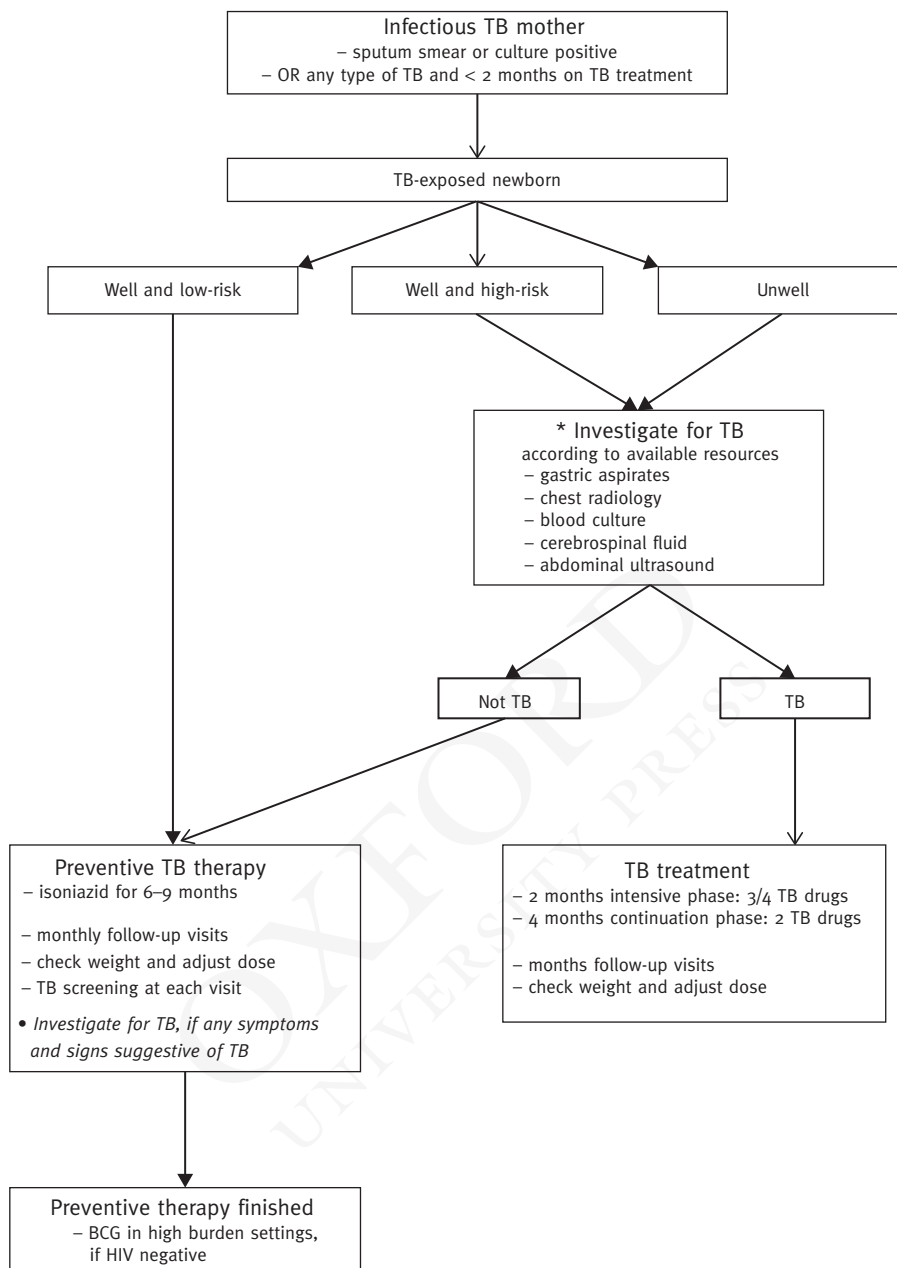 Infectious TB mother
– sputum smear or culture positive
– OR any type of TB and < 2 months on TB treatment
TB-exposed newborn
Well and low-risk
Well and high-risk
Unwell
* Investigate for TB
according to available resources
– gastric aspirates
– chest radiology
– blood culture
– cerebrospinal fluid
– abdominal ultrasound
Not TB
TB
Preventive TB therapy
– isoniazid for 6–9 months
– monthly follow-up visits
– check weight and adjust dose
– TB screening at each visit
• Investigate for TB, if any symptoms
and signs suggestive of TB
TB treatment
– 2 months intensive phase: 3/4 TB drugs
– 4 months continuation phase: 2 TB drugs
– months follow-up visits
– check weight and adjust dose
Preventive therapy finished
– BCG in high burden settings,
if HIV negative
OXFORD
UNIVERSITY PRESS